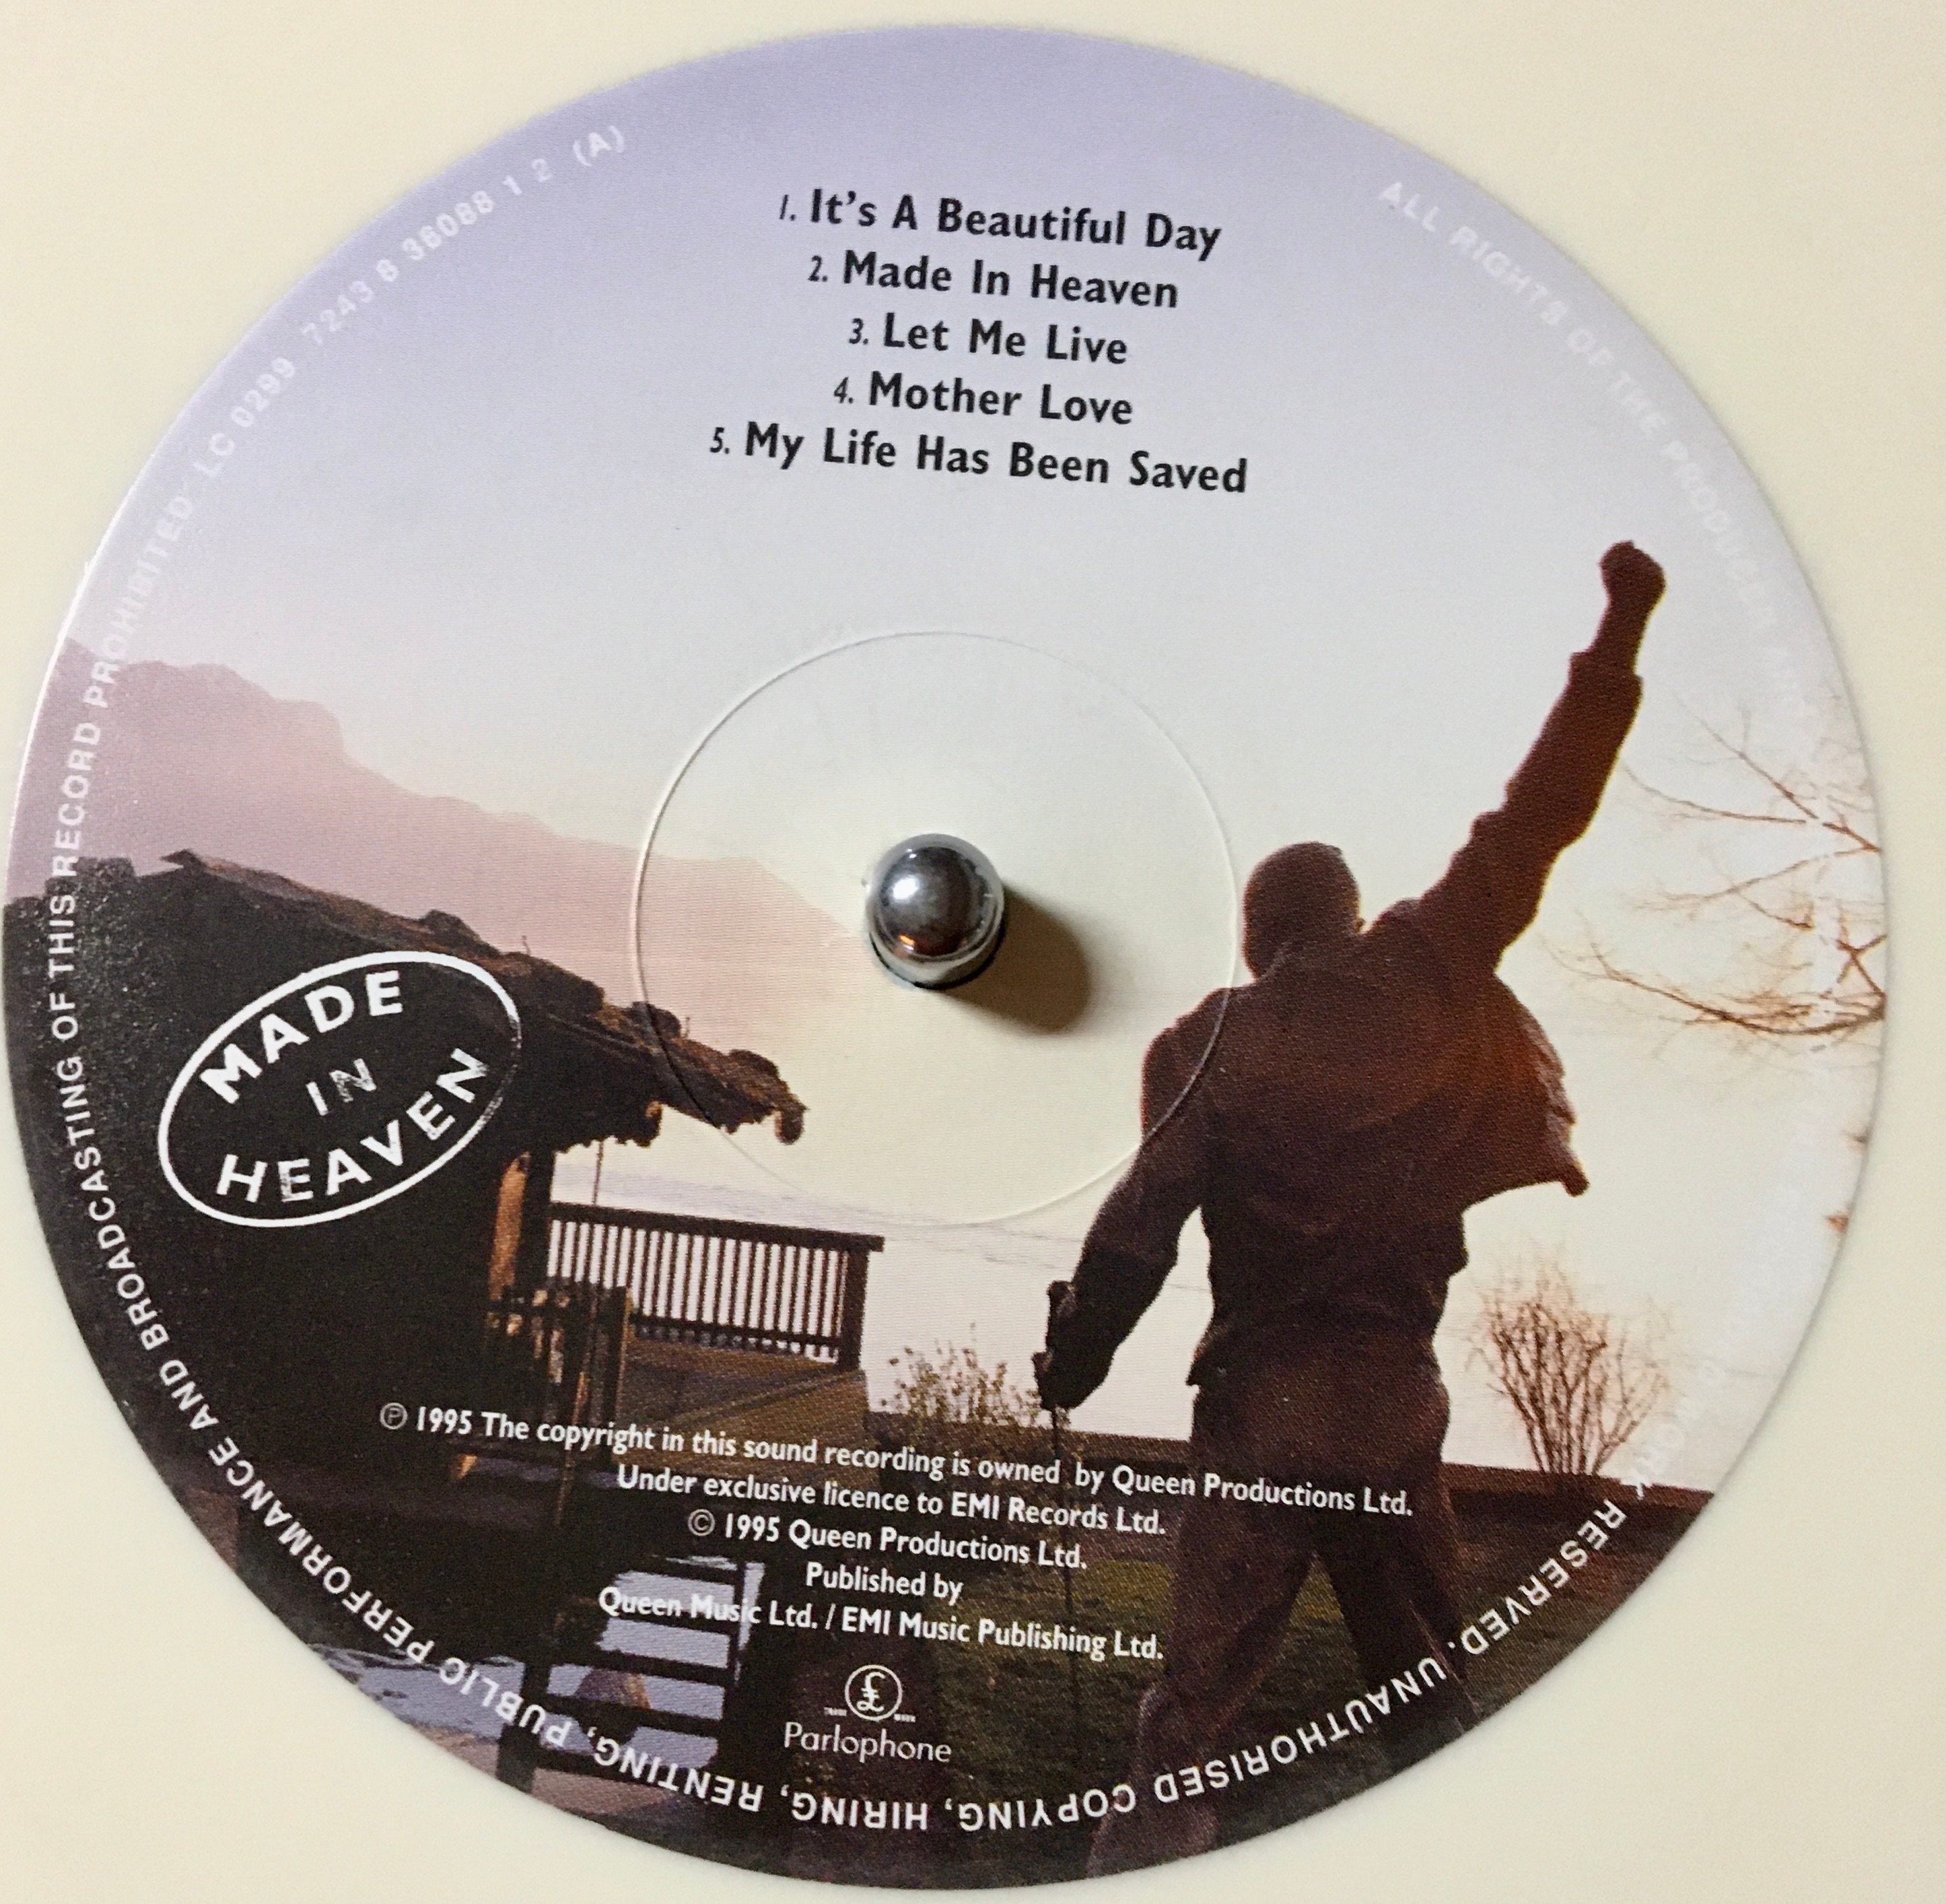 1. It's A Beautiful Day
2. Made In Heaven
3. Let Me Live
4. Mother Love
5. My Life Has Been Saved
MADE
IN
HEAVEN
Ⓟ 1995 The copyright in this sound recording is owned by Queen Productions Ltd.
Under exclusive licence to EMI Records Ltd.
© 1995 Queen Productions Ltd.
Published by
Queen Music Ltd. / EMI Music Publishing Ltd.
£
Parlophone
ALL RIGHTS OF THE PRODUCER WORK RESERVED. UNAUTHORISED COPYING, HIRING, RENTING, PUBLIC PERFORMANCE AND BROADCASTING OF THIS RECORD PROHIBITED LC 0299 7243 8 36088 1 2 (A)